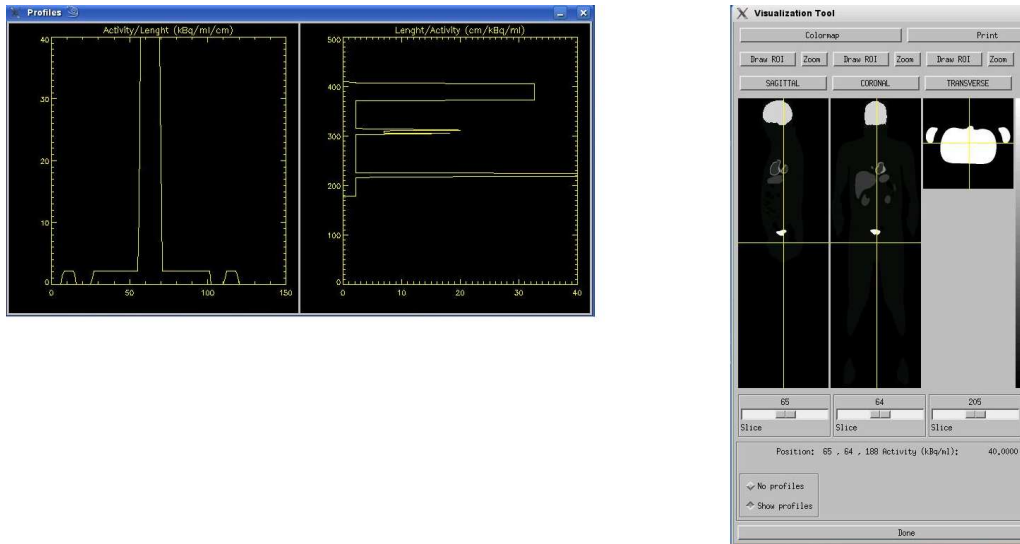 Profiles
Activity/Lenght (kBq/ml/cm)
40
30
20
10
0
0 50 100 150
Lenght/Activity (cm/kBq/ml)
500
400
300
200
100
0
0 10 20 30 40
Visualization Tool
Colormap Print
Draw ROI Zoom Draw ROI Zoom Draw ROI Zoom
SAGITTAL CORONAL TRANSVERSE
65 64 205
Slice Slice Slice
Position: 65 , 64 , 188 Activity (kBq/ml): 40,0000
No profiles
Show profiles
Done